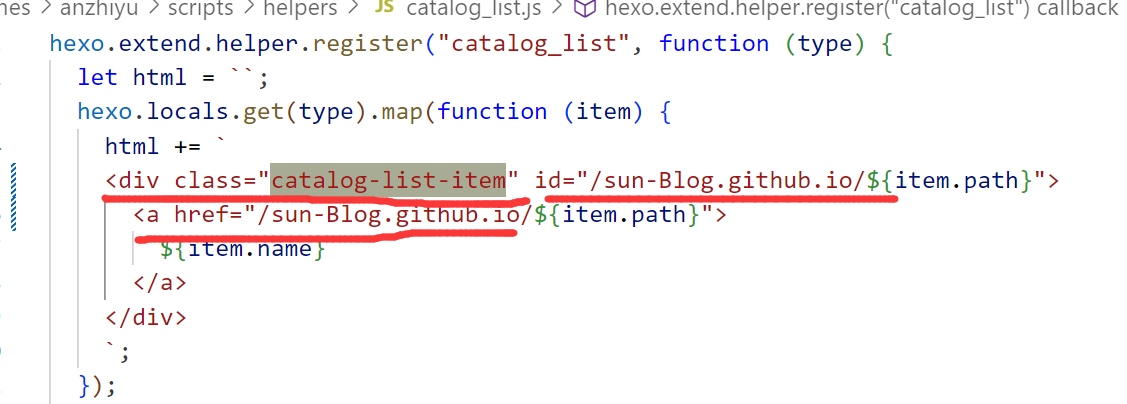 nes > anzhiyu > scripts > helpers > JS catalog_list.js > hexo.extend.helper.register("catalog_list") callback
hexo.extend.helper.register("catalog_list", function (type) {
let html = ``;
hexo.locals.get(type).map(function (item) {
html += `
<div class="catalog-list-item" id="/sun-Blog.github.io/${item.path}">
<a href="/sun-Blog.github.io/${item.path}">
${item.name}
</a>
</div>
`;
});